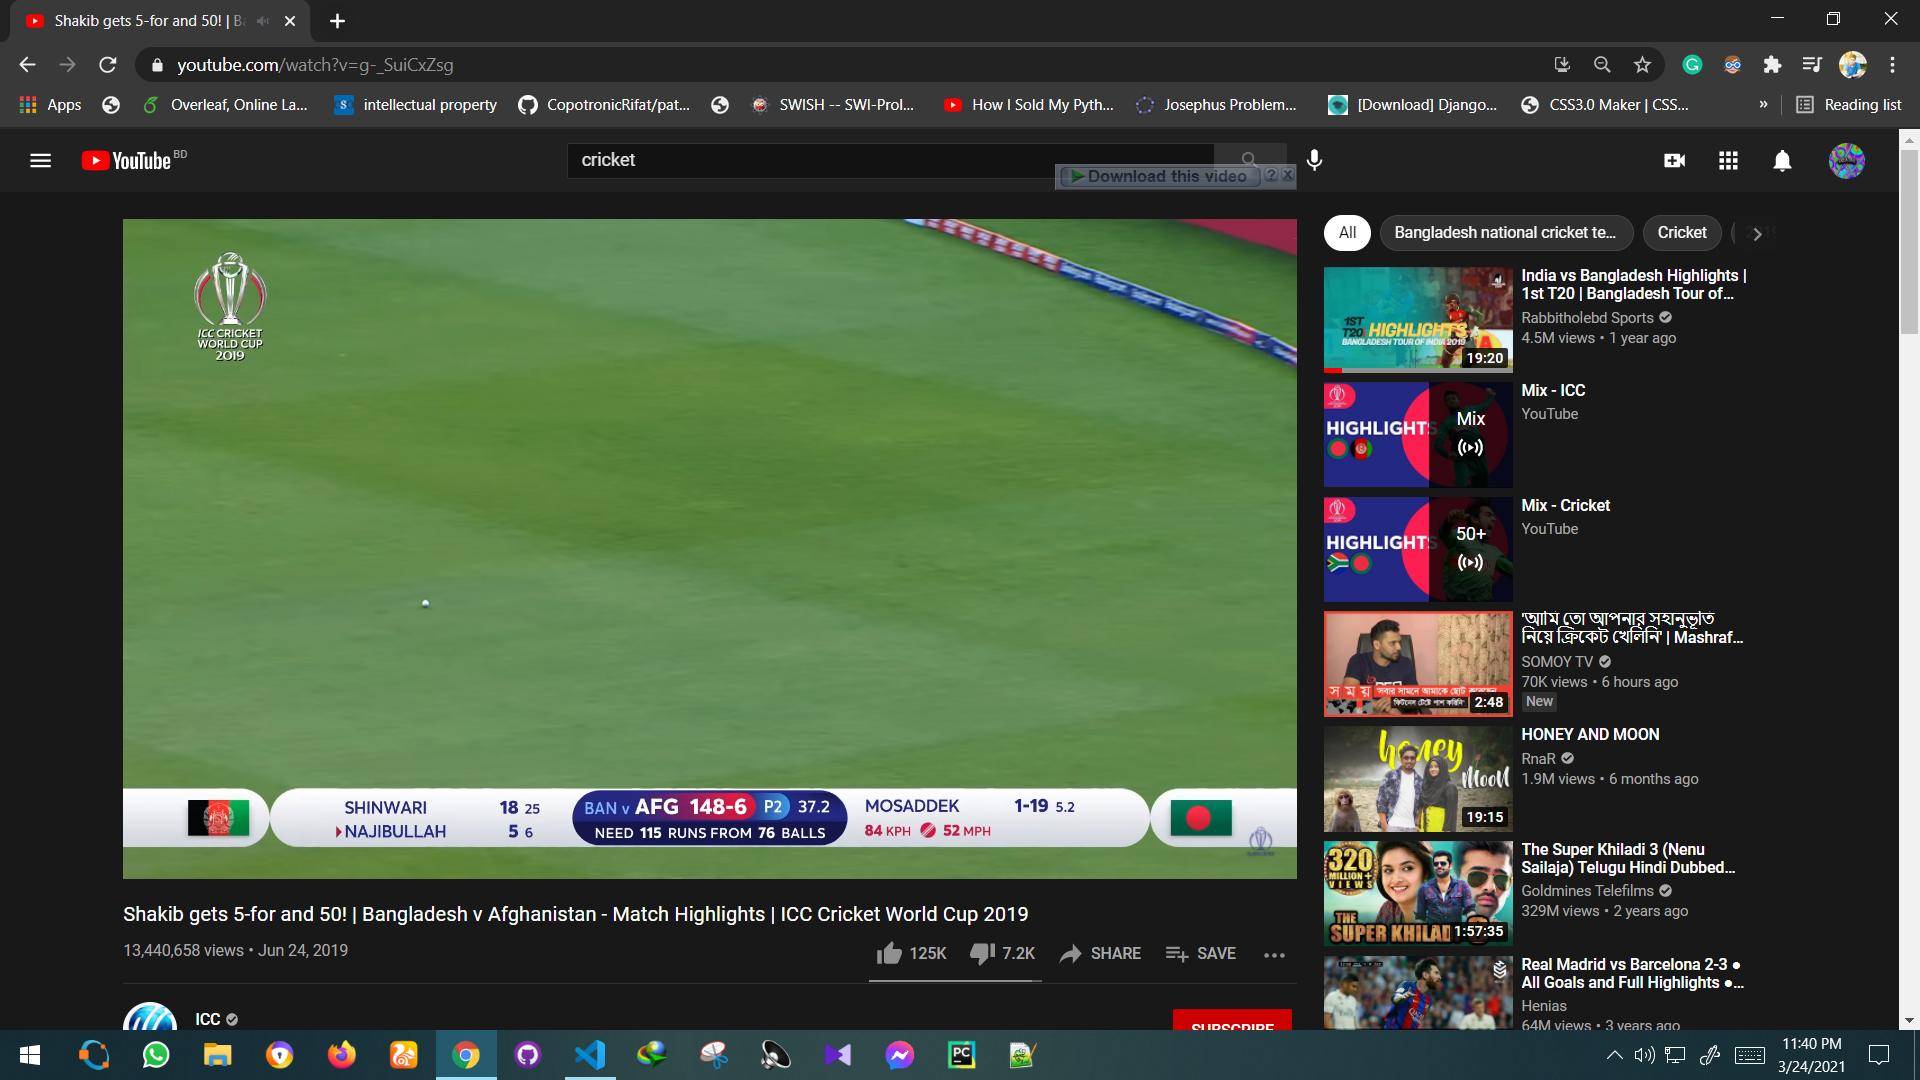 Shakib gets 5-for and 50! | Ba
youtube.com/watch?v=g-_SuiCxZsg
Apps
Overleaf, Online La...
intellectual property
CopotronicRifat/pat...
SWISH -- SWI-Prol...
How I Sold My Pyth...
Josephus Problem...
[Download] Django...
CSS3.0 Maker | CSS...
»
Reading list
YouTube BD
cricket
Download this video ? X
ICC CRICKET
WORLD CUP
2019
SHINWARI 18 25
NAJIBULLAH 5 6
BAN v AFG 148-6 P2 37.2
NEED 115 RUNS FROM 76 BALLS
MOSADDEK 1-19 5.2
84 KPH 52 MPH
Shakib gets 5-for and 50! | Bangladesh v Afghanistan - Match Highlights | ICC Cricket World Cup 2019
13,440,658 views • Jun 24, 2019
125K 7.2K SHARE SAVE
ICC
SUBSCRIBE
All Bangladesh national cricket te... Cricket
1ST
T20 HIGHLIGHTS
BANGLADESH TOUR OF INDIA 2019
19:20
India vs Bangladesh Highlights |
1st T20 | Bangladesh Tour of...
Rabbitholebd Sports
4.5M views • 1 year ago
HIGHLIGHTS
Mix
Mix - ICC
YouTube
HIGHLIGHTS
50+
Mix - Cricket
YouTube
সময়
2:48
'আমি তো আপনার সহানুভূতি
নিয়ে ক্রিকেট খেলিনি' | Mashraf...
SOMOY TV
70K views • 6 hours ago
New
honey
Moon
19:15
HONEY AND MOON
RnaR
1.9M views • 6 months ago
320
MILLION+
VIEWS
THE
SUPER KHILAD
1:57:35
The Super Khiladi 3 (Nenu
Sailaja) Telugu Hindi Dubbed...
Goldmines Telefilms
329M views • 2 years ago
Real Madrid vs Barcelona 2-3 ●
All Goals and Full Highlights ●...
Henias
64M views • 3 years ago
PC
11:40 PM
3/24/2021